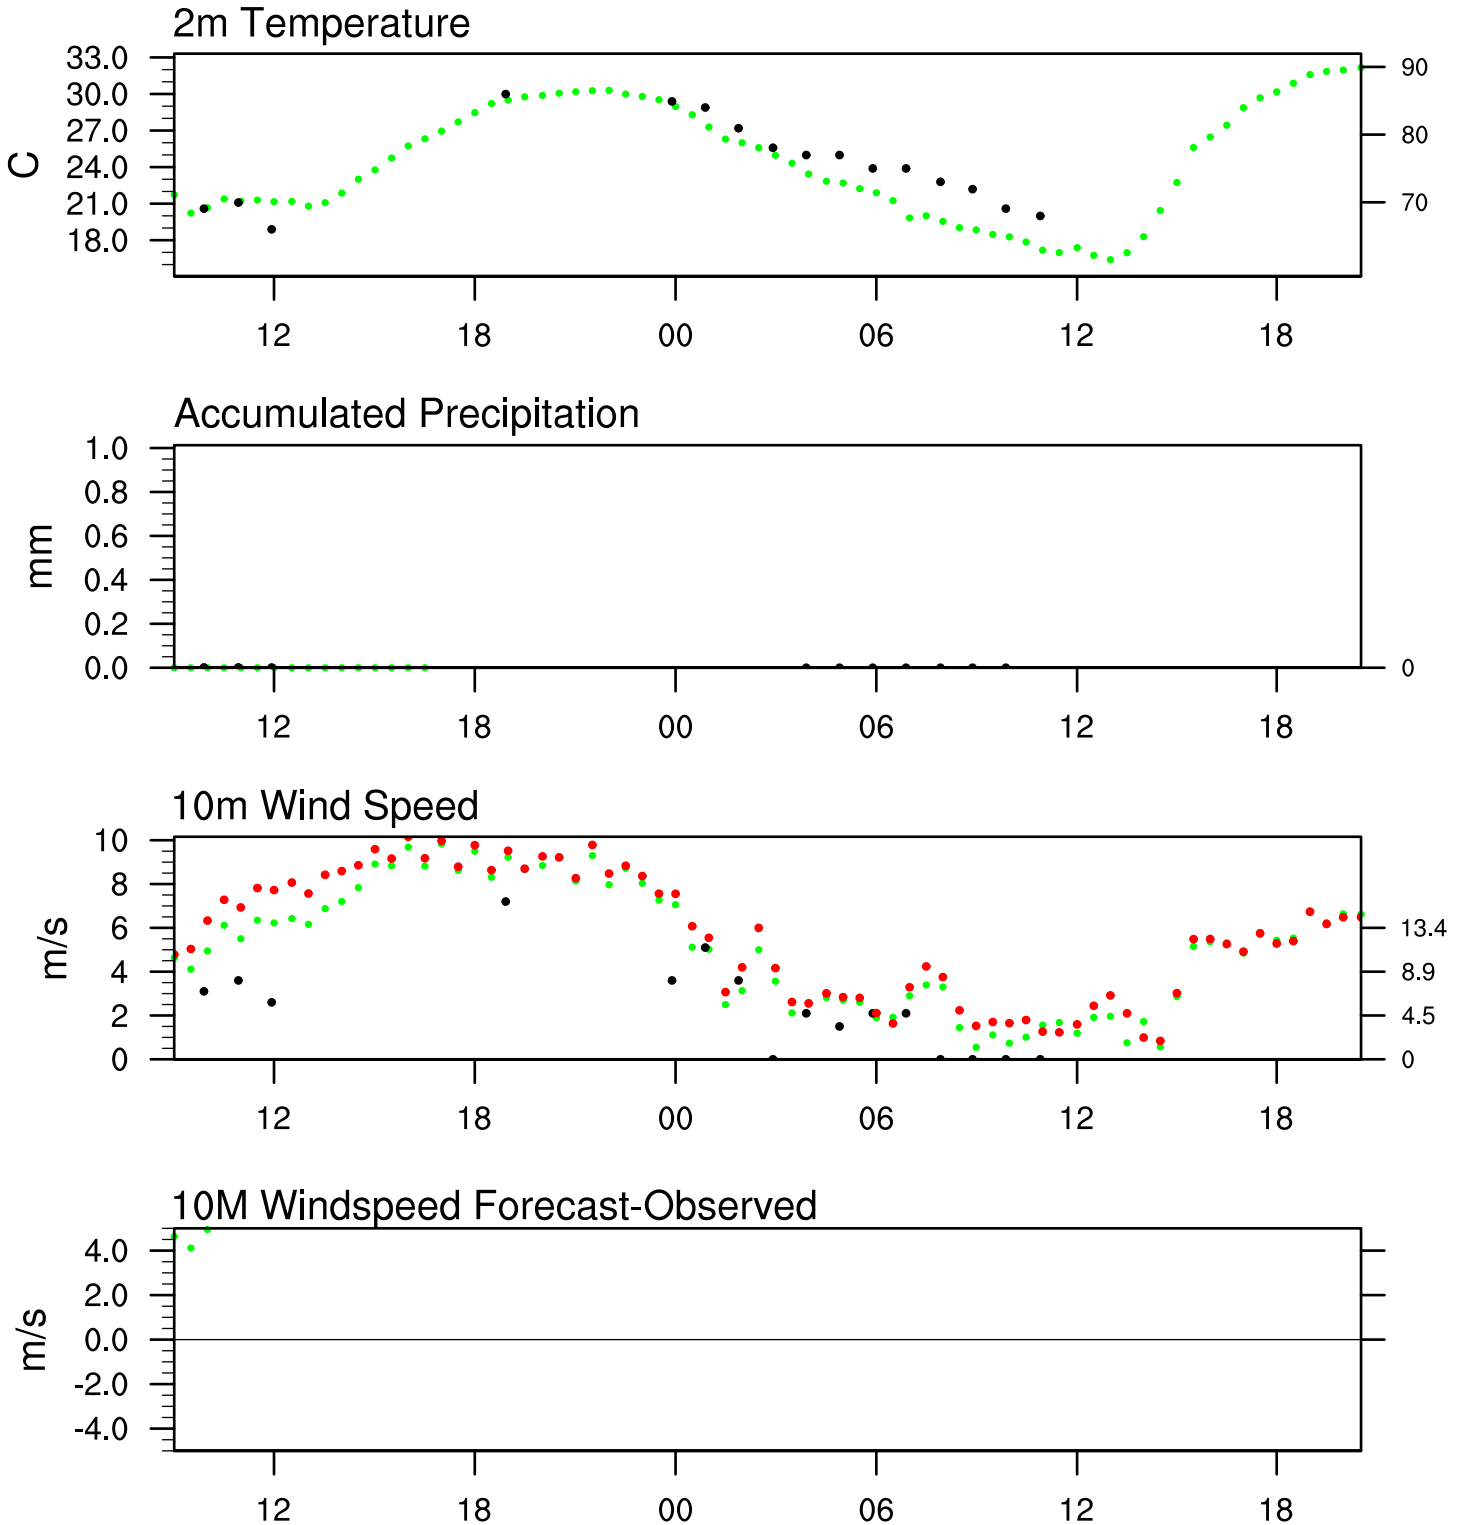 2m Temperature
33.0
30.0
27.0
24.0
21.0
18.0
C
90
80
70
12 18 00 06 12 18
Accumulated Precipitation
1.0
0.8
0.6
0.4
0.2
0.0
mm
0
12 18 00 06 12 18
10m Wind Speed
10
8
6
4
2
0
m/s
13.4
8.9
4.5
0
12 18 00 06 12 18
10M Windspeed Forecast-Observed
4.0
2.0
0.0
-2.0
-4.0
m/s
12 18 00 06 12 18